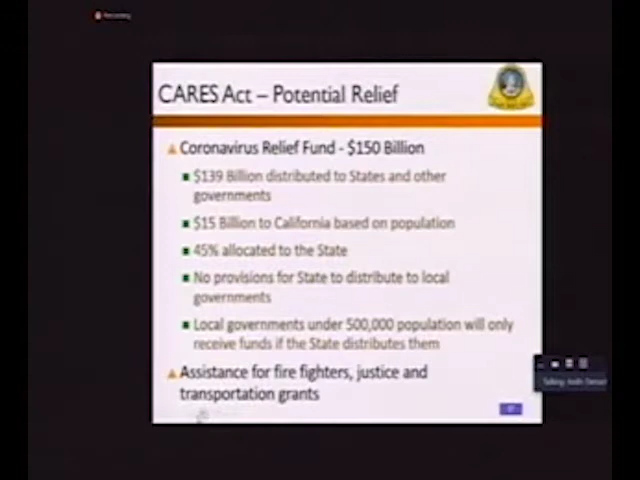 CARES Act – Potential Relief
Coronavirus Relief Fund - $150 Billion
$139 Billion distributed to States and other
governments
$15 Billion to California based on population
45% allocated to the State
No provisions for State to distribute to local
governments
Local governments under 500,000 population will only
receive funds if the State distributes them
Assistance for fire fighters, justice and
transportation grants
Talking: